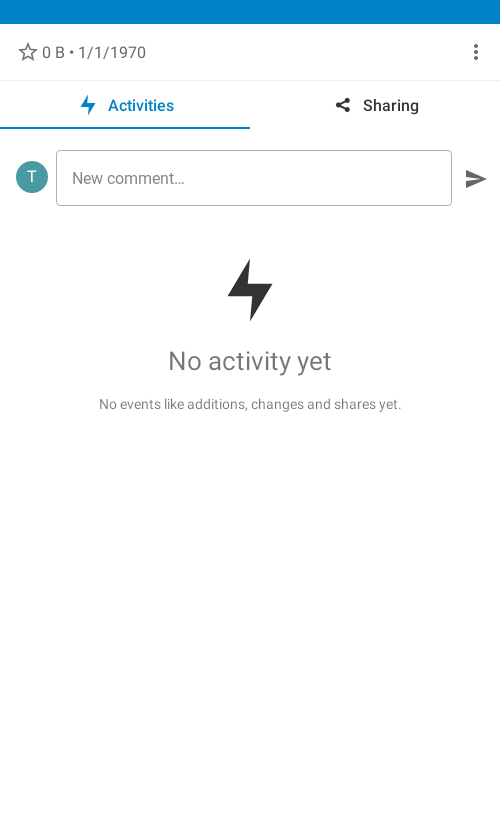 0 B • 1/1/1970
Activities
Sharing
T
New comment…
No activity yet
No events like additions, changes and shares yet.